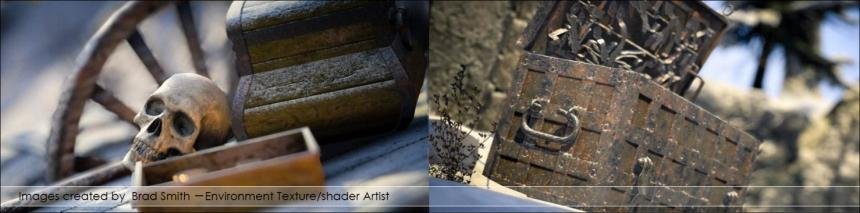 Images created by  Brad Smith —Environment Texture/shader Artist